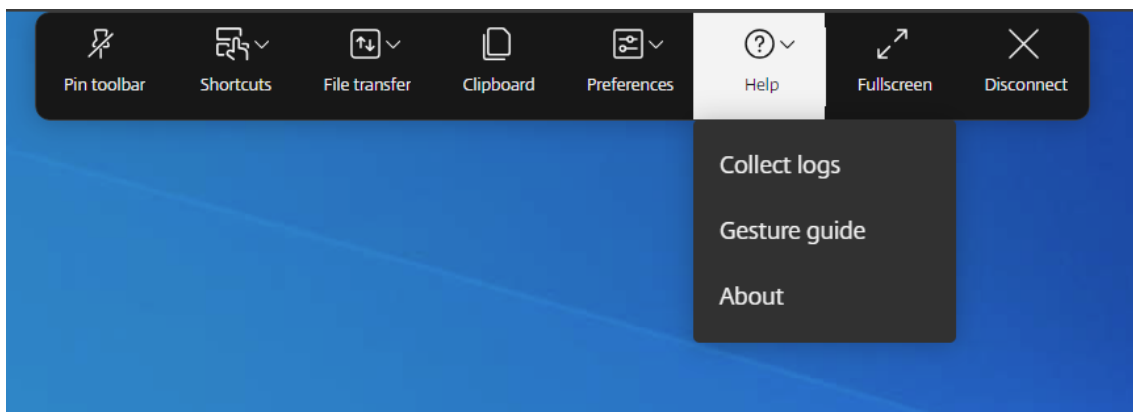 Pin toolbar
Shortcuts
File transfer
Clipboard
Preferences
Help
Fullscreen
Disconnect
Collect logs
Gesture guide
About